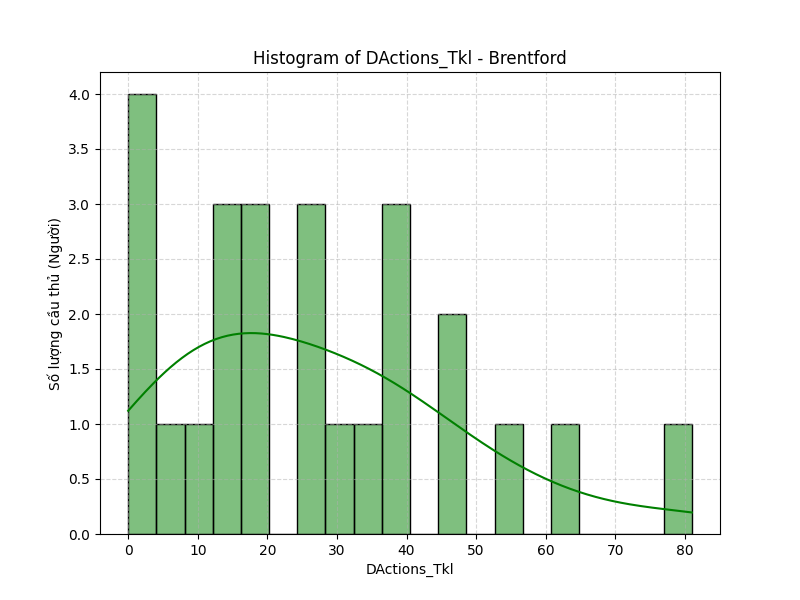 Histogram of DActions_Tkl - Brentford
Số lượng cầu thủ (Người)
4.0
3.5
3.0
2.5
2.0
1.5
1.0
0.5
0.0
0 10 20 30 40 50 60 70 80
DActions_Tkl